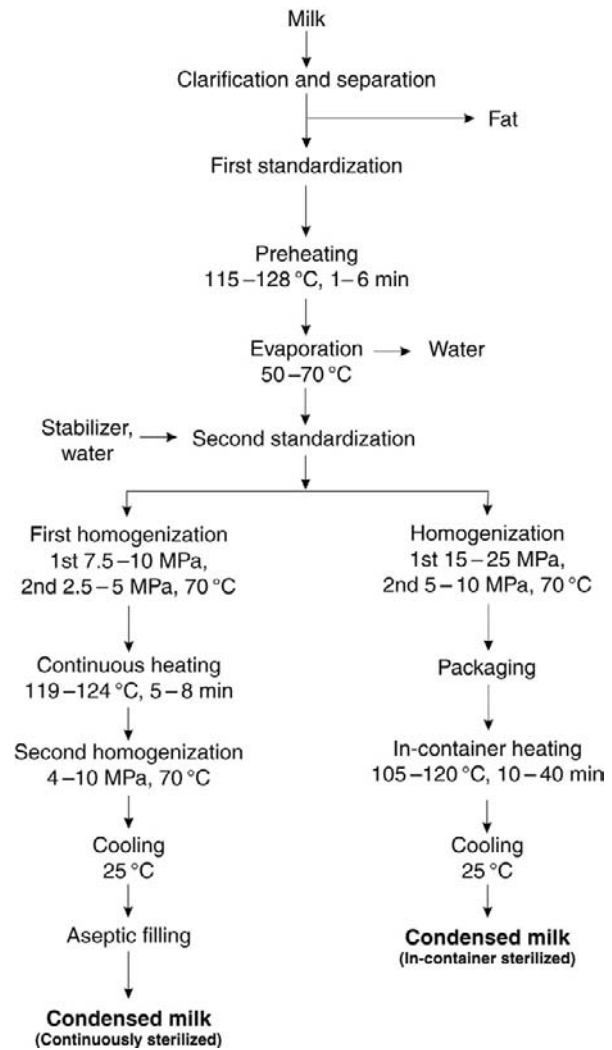 Milk
Clarification and separation
Fat
First standardization
Preheating
115–128 °C, 1–6 min
Evaporation
50–70 °C
Water
Stabilizer,
water
Second standardization
First homogenization
1st 7.5–10 MPa,
2nd 2.5–5 MPa, 70 °C
Continuous heating
119–124 °C, 5–8 min
Second homogenization
4–10 MPa, 70 °C
Cooling
25 °C
Aseptic filling
Condensed milk
(Continuously sterilized)
Homogenization
1st 15–25 MPa,
2nd 5–10 MPa, 70 °C
Packaging
In-container heating
105–120 °C, 10–40 min
Cooling
25 °C
Condensed milk
(In-container sterilized)